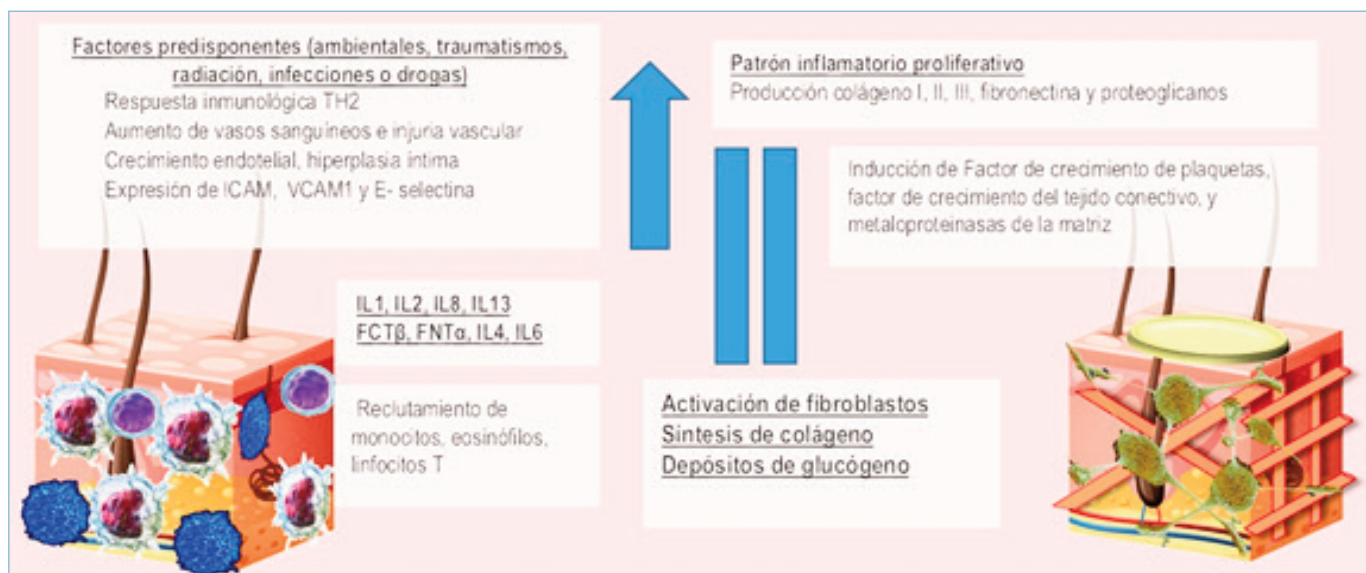 Factores predisponentes (ambientales, traumatismos,
radiación, infecciones o drogas)
Respuesta inmunológica TH2
Aumento de vasos sanguíneos e injuria vascular
Crecimiento endotelial, hiperplasia íntima
Expresión de ICAM, VCAM1 y E- selectina
IL1, IL2, IL8, IL13
FCTβ, FNTα, IL4, IL6
Reclutamiento de
monocitos, eosinófilos,
linfocitos T
Patrón inflamatorio proliferativo
Producción colágeno I, II, III, fibronectina y proteoglicanos
Inducción de Factor de crecimiento de plaquetas,
factor de crecimiento del tejido conectivo, y
metaloproteinasas de la matriz
Activación de fibroblastos
Síntesis de colágeno
Depósitos de glucógeno